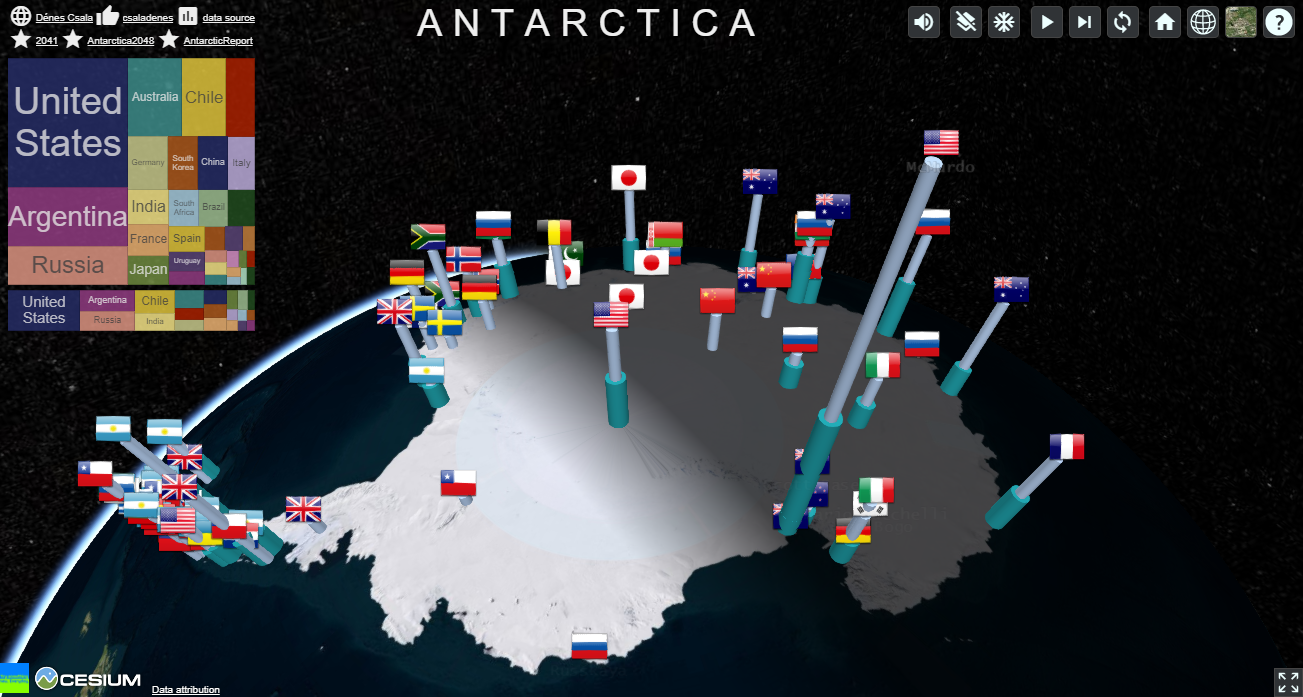 Dénes Csala csaladenes data source
2041 Antarctica2048 AntarcticReport
ANTARCTICA
?
United
States
Australia
Chile
Germany
South
Korea
China
Italy
Argentina
India
South
Africa
Brazil
France
Spain
Russia
Japan
Uruguay
United
States
Argentina
Chile
Russia
India
McMurdo
CESIUM
Data attribution